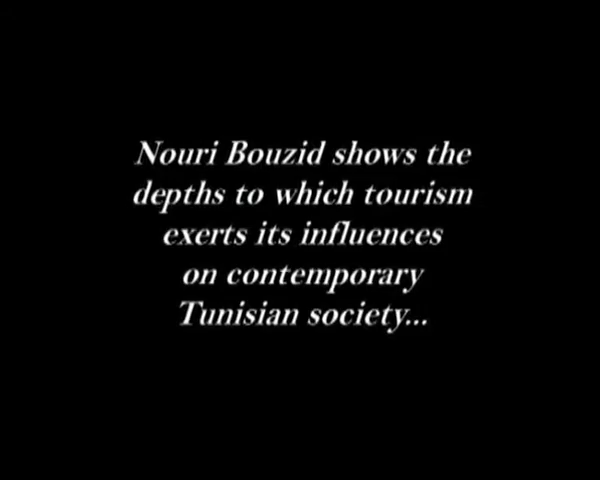 Nouri Bouzid shows the
depths to which tourism
exerts its influences
on contemporary
Tunisian society...